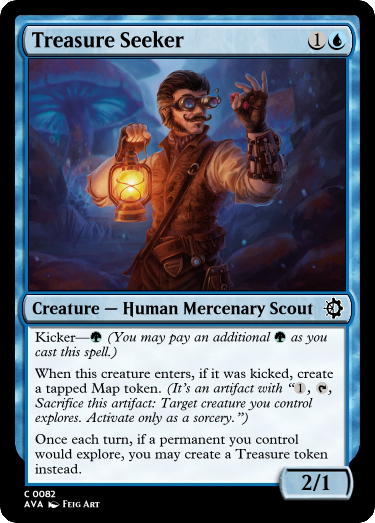 Treasure Seeker 1
Creature — Human Mercenary Scout
Kicker— (You may pay an additional as you
cast this spell.)
When this creature enters, if it was kicked, create
a tapped Map token. (It's an artifact with “1, ,
Sacrifice this artifact: Target creature you control
explores. Activate only as a sorcery.”)
Once each turn, if a permanent you control
would explore, you may create a Treasure token
instead.
2/1
C 0082
AVA Feig Art